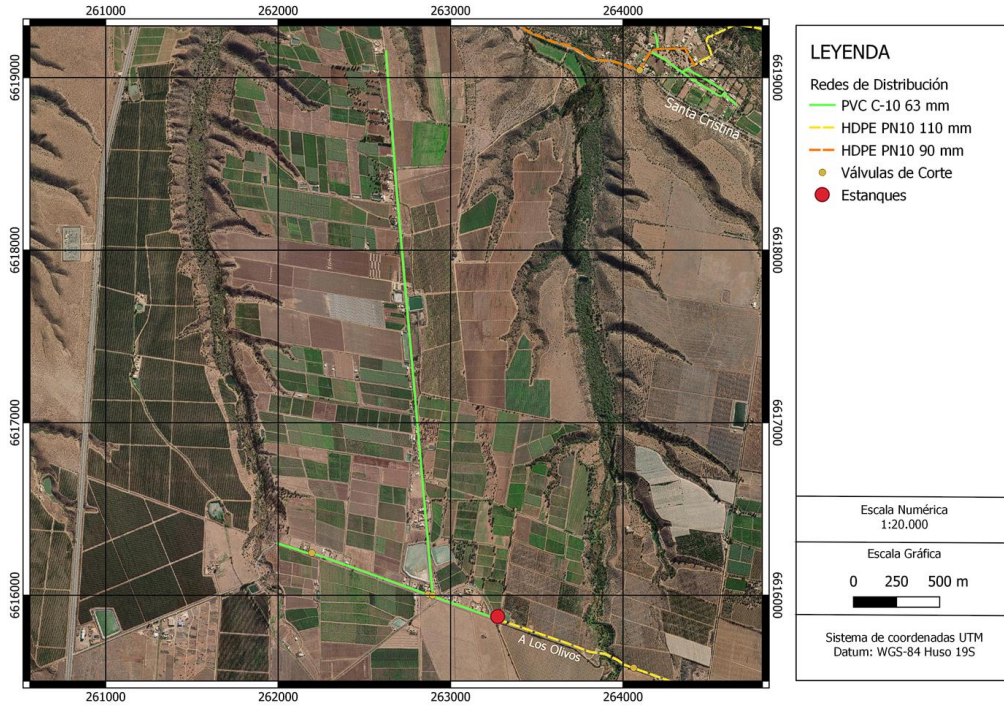 261000
262000
263000
264000
6619000
6619000
6618000
6618000
6617000
6617000
6616000
6616000
Santa Cristina
A Los Olivos
261000
262000
263000
264000
LEYENDA
Redes de Distribución
PVC C-10 63 mm
HDPE PN10 110 mm
HDPE PN10 90 mm
Válvulas de Corte
Estanques
Escala Numérica
1:20.000
Escala Gráfica
0 250 500 m
Sistema de coordenadas UTM
Datum: WGS-84 Huso 19S